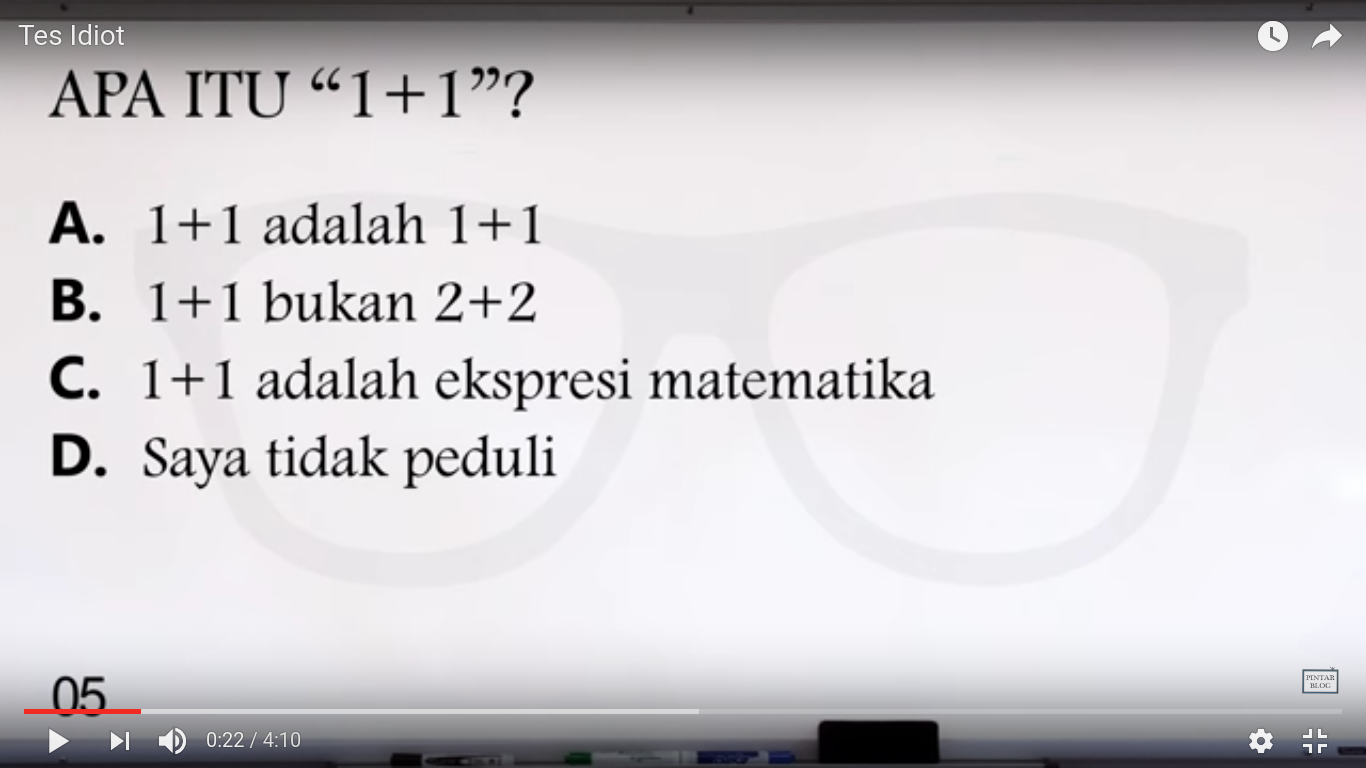 Tes Idiot
APA ITU “1+1”?
A. 1+1 adalah 1+1
B. 1+1 bukan 2+2
C. 1+1 adalah ekspresi matematika
D. Saya tidak peduli
05
PINTAR
BLOG
0:22 / 4:10